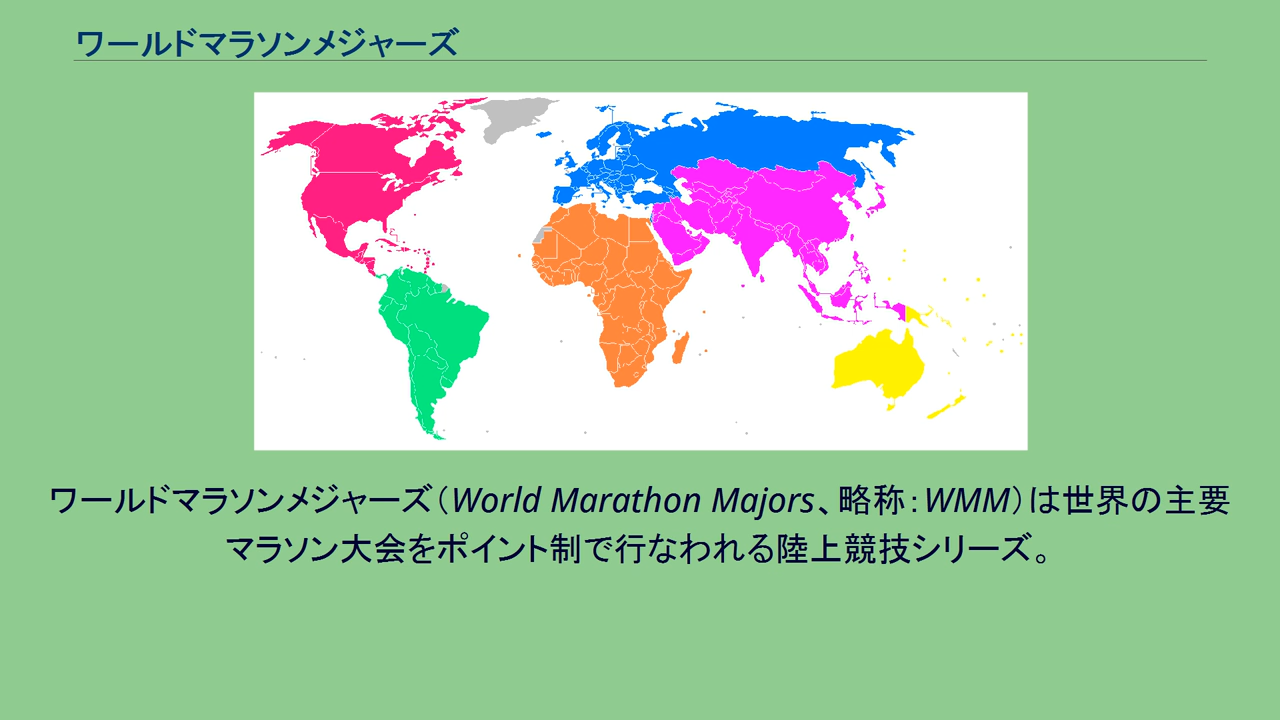 ワールドマラソンメジャーズ
ワールドマラソンメジャーズ（World Marathon Majors、略称：WMM）は世界の主要
マラソン大会をポイント制で行なわれる陸上競技シリーズ。